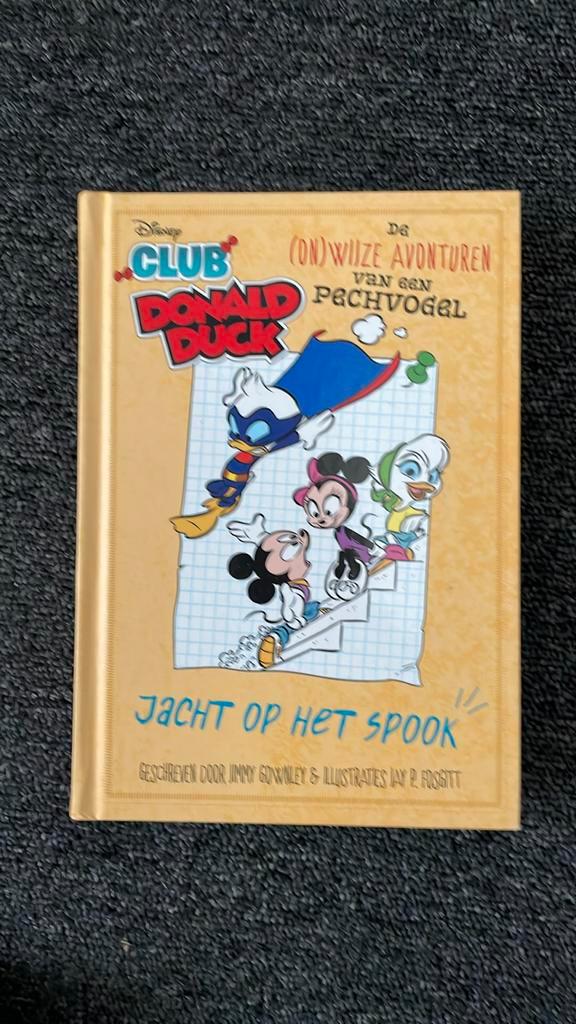 Disney
CLUB
DONALD
DUCK
De
(ON)WIJZE AVONTUREN
VAN een
PechVOGEL
JACHT OP HET SPOOK
GESCHREVEN DOOR JIMMY GOWNLEY & ILLUSTRATIES JAY P. FOSGITT